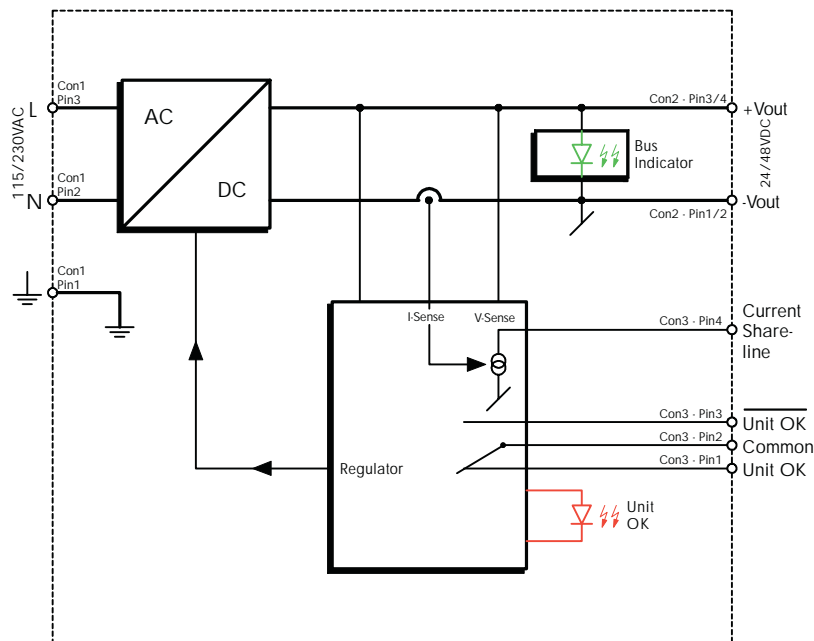 Con1
Pin3
L
115/230VAC
AC
DC
Con1
Pin2
N
Con1
Pin1
Con2 - Pin3/4
+Vout
24/48VDC
Bus
Indicator
Con2 - Pin1/2
-Vout
I-Sense
V-Sense
Con3 - Pin4
Current
Share-
line
Con3 - Pin3
Unit OK
Con3 - Pin2
Common
Con3 - Pin1
Unit OK
Regulator
Unit
OK